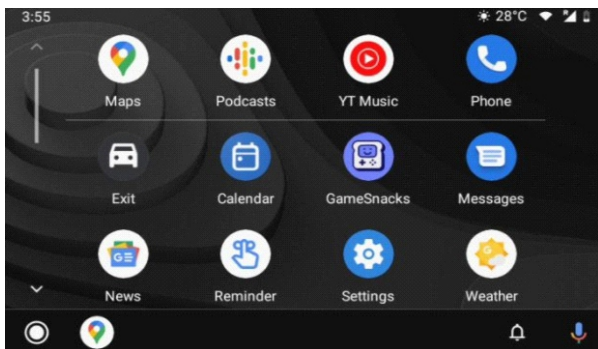 3:55 28°C
Maps Podcasts YT Music Phone
Exit Calendar GameSnacks Messages
News Reminder Settings Weather